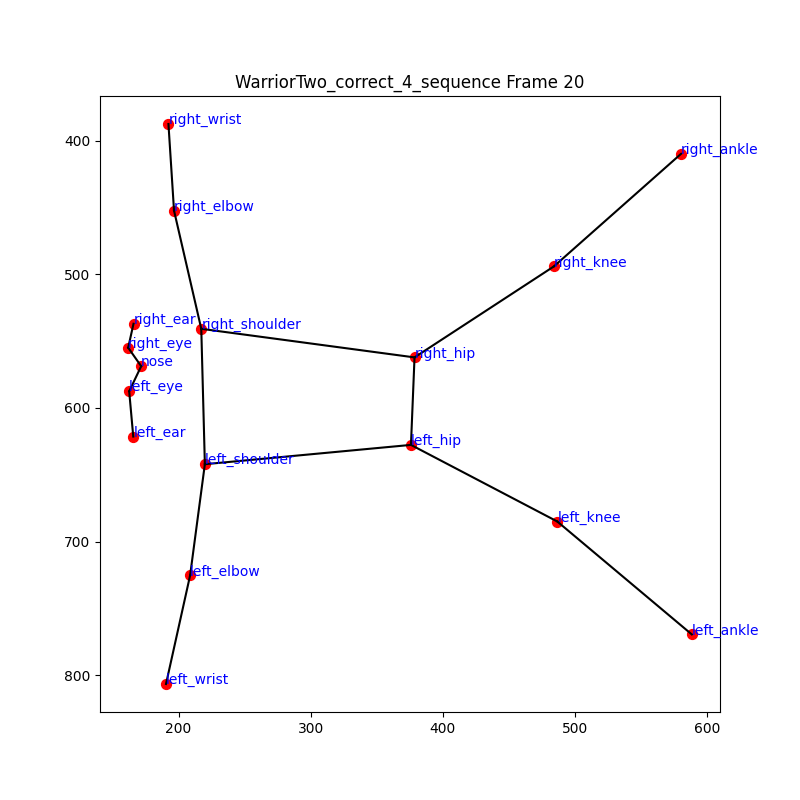 WarriorTwo_correct_4_sequence Frame 20
right_wrist
400
right_ankle
right_elbow
right_knee
500
right_ear
right_shoulder
right_eye
right_hip
nose
left_eye
600
left_ear
left_hip
left_shoulder
left_knee
700
left_elbow
left_ankle
left_wrist
800
200 300 400 500 600